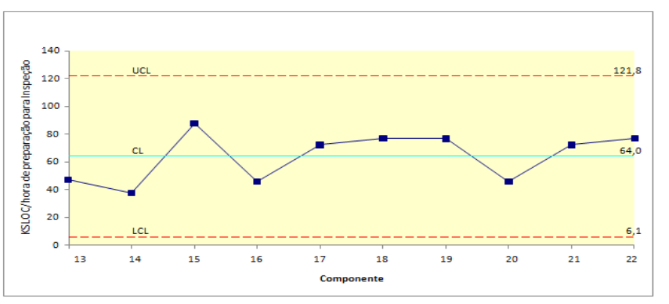 KSLOC/hora de preparação para Inspeção
140
120
100
80
60
40
20
0
UCL
121,8
CL
64,0
LCL
6,1
13 14 15 16 17 18 19 20 21 22
Componente